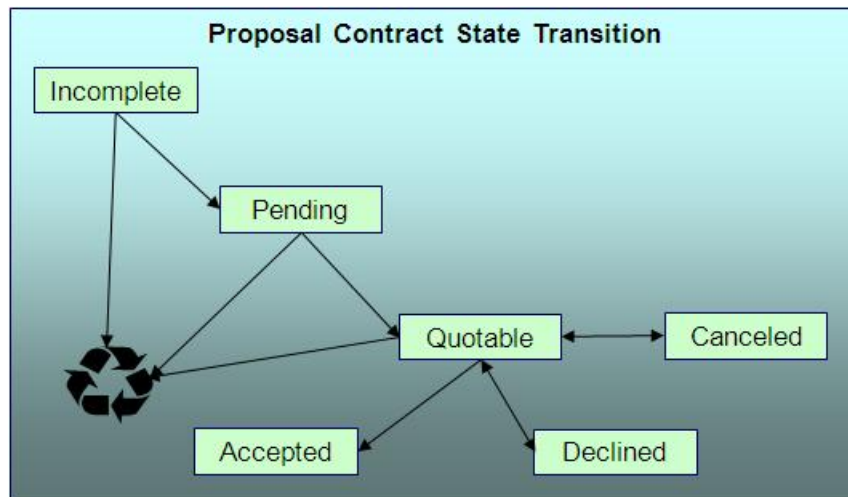 Proposal Contract State Transition
Incomplete
Pending
Quotable
Canceled
Accepted
Declined